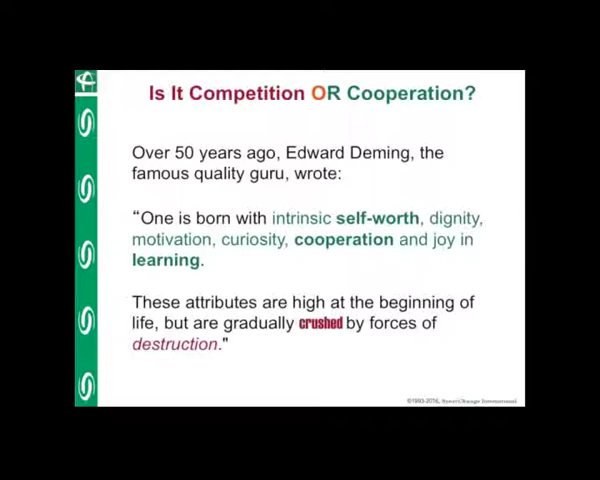 Is It Competition OR Cooperation?
Over 50 years ago, Edward Deming, the
famous quality guru, wrote:
"One is born with intrinsic self-worth, dignity,
motivation, curiosity, cooperation and joy in
learning.
These attributes are high at the beginning of
life, but are gradually crushed by forces of
destruction."